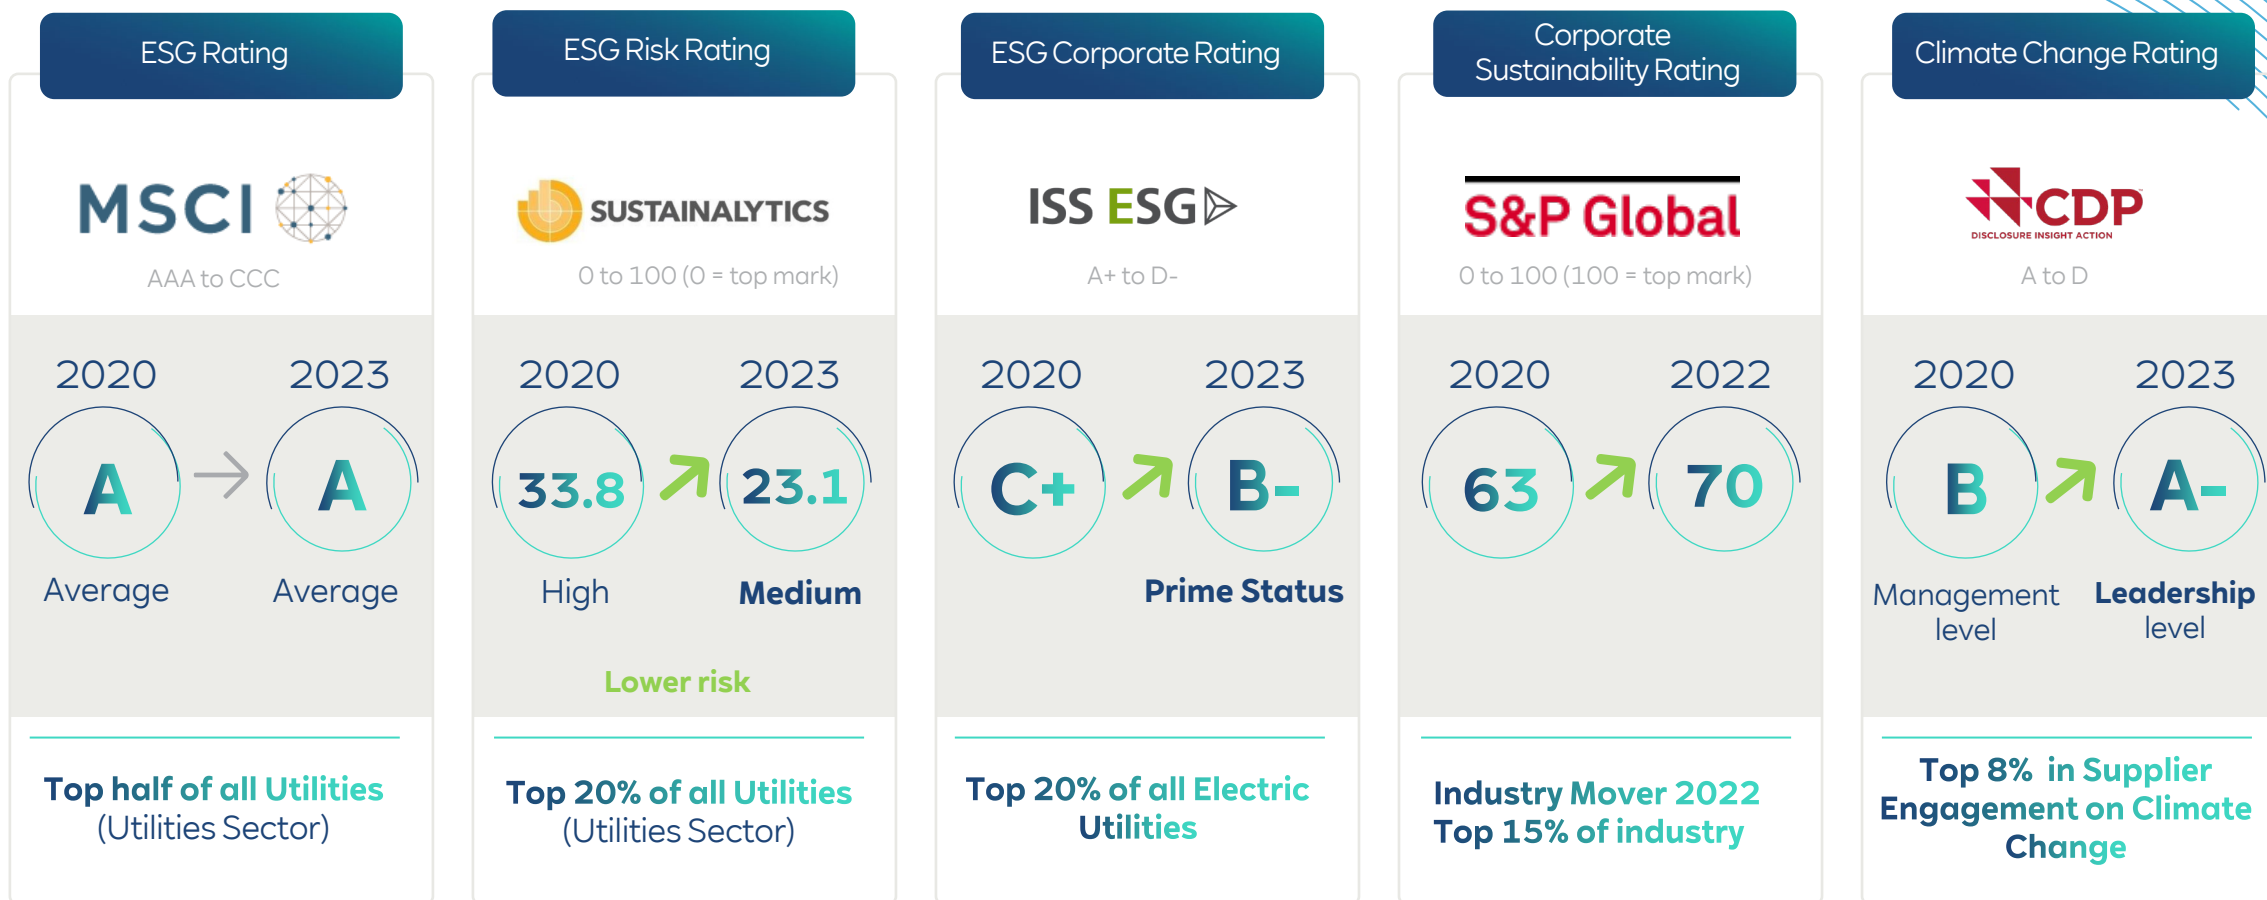 ESG Rating
MSCI
AAA to CCC
2020
2023
A
A
Average
Average
Top half of all Utilities
(Utilities Sector)
ESG Risk Rating
SUSTAINALYTICS
0 to 100 (0 = top mark)
2020
2023
33.8
23.1
High
Medium
Lower risk
Top 20% of all Utilities
(Utilities Sector)
ESG Corporate Rating
ISS ESG
A+ to D-
2020
2023
C+
B-
Prime Status
Top 20% of all Electric
Utilities
Corporate
Sustainability Rating
S&P Global
0 to 100 (100 = top mark)
2020
2022
63
70
Industry Mover 2022
Top 15% of industry
Climate Change Rating
CDP
DISCLOSURE INSIGHT ACTION
A to D
2020
2023
B
A-
Management
level
Leadership
level
Top 8% in Supplier
Engagement on Climate
Change